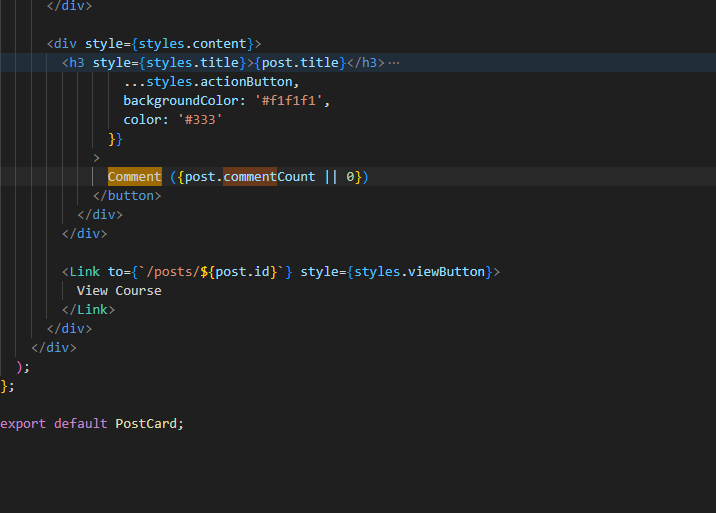 </div>
<div style={styles.content}>
<h3 style={styles.title}>{post.title}</h3>⋯
...styles.actionButton,
backgroundColor: '#f1f1f1',
color: '#333'
}}
>
Comment ({post.commentCount || 0})
</button>
</div>
</div>
<Link to={`/posts/${post.id}`} style={styles.viewButton}>
View Course
</Link>
</div>
</div>
);
};
export default PostCard;